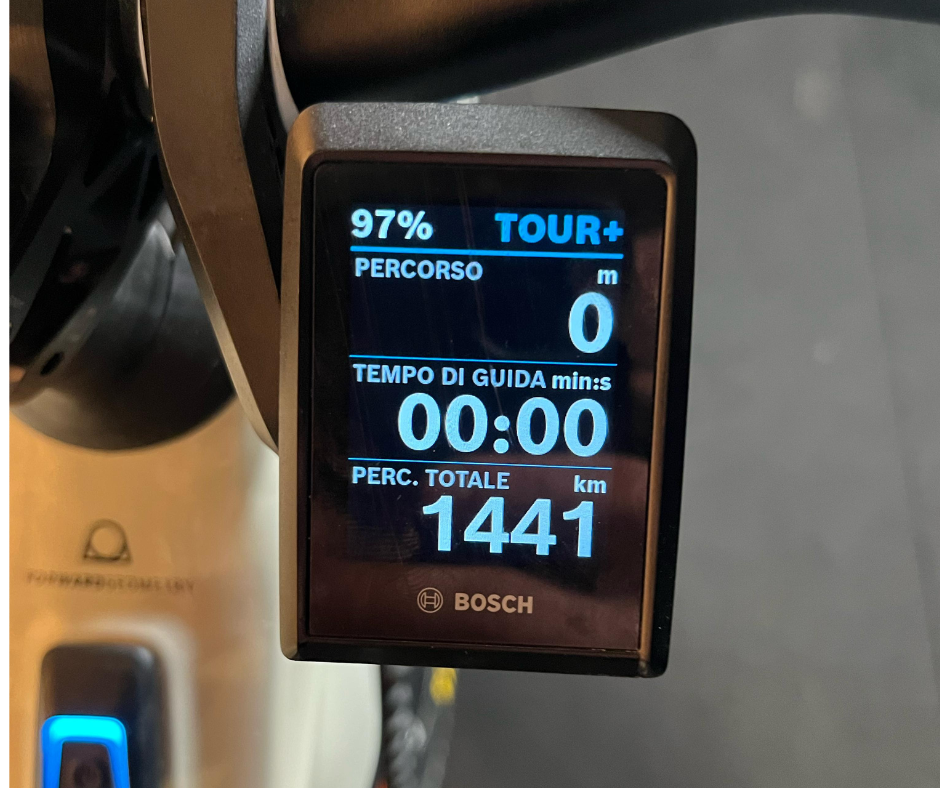 97% TOUR+
PERCORSO m
0
TEMPO DI GUIDA min:s
00:00
PERC. TOTALE km
1441
BOSCH